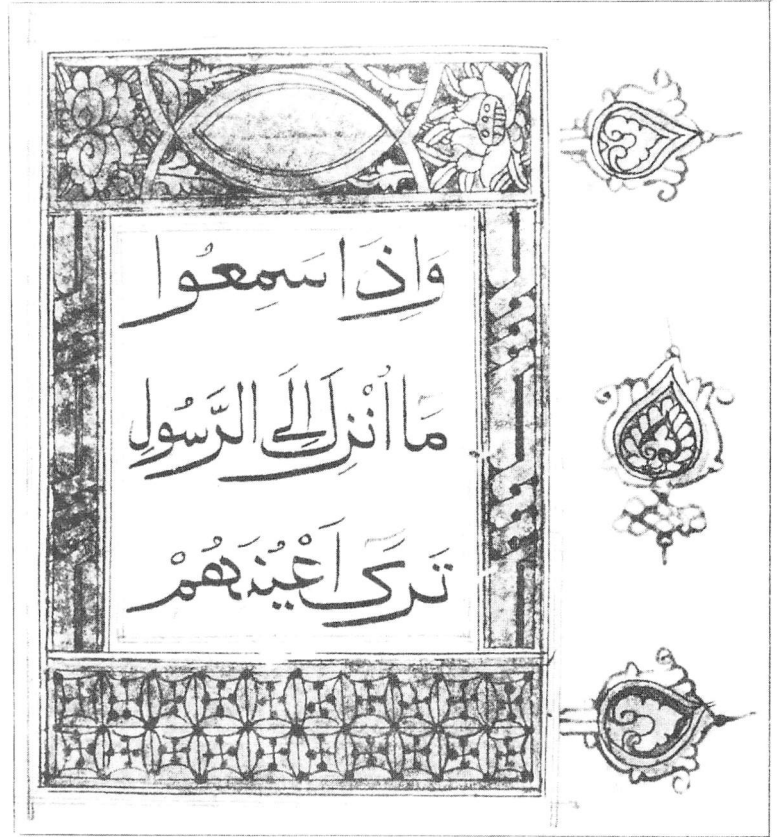 وَاِذَا سَمِعُوا
مَا اُنْزِلَ اِلَى الرَّسُولِ
تَرَى اَعْيُنَهُمْ